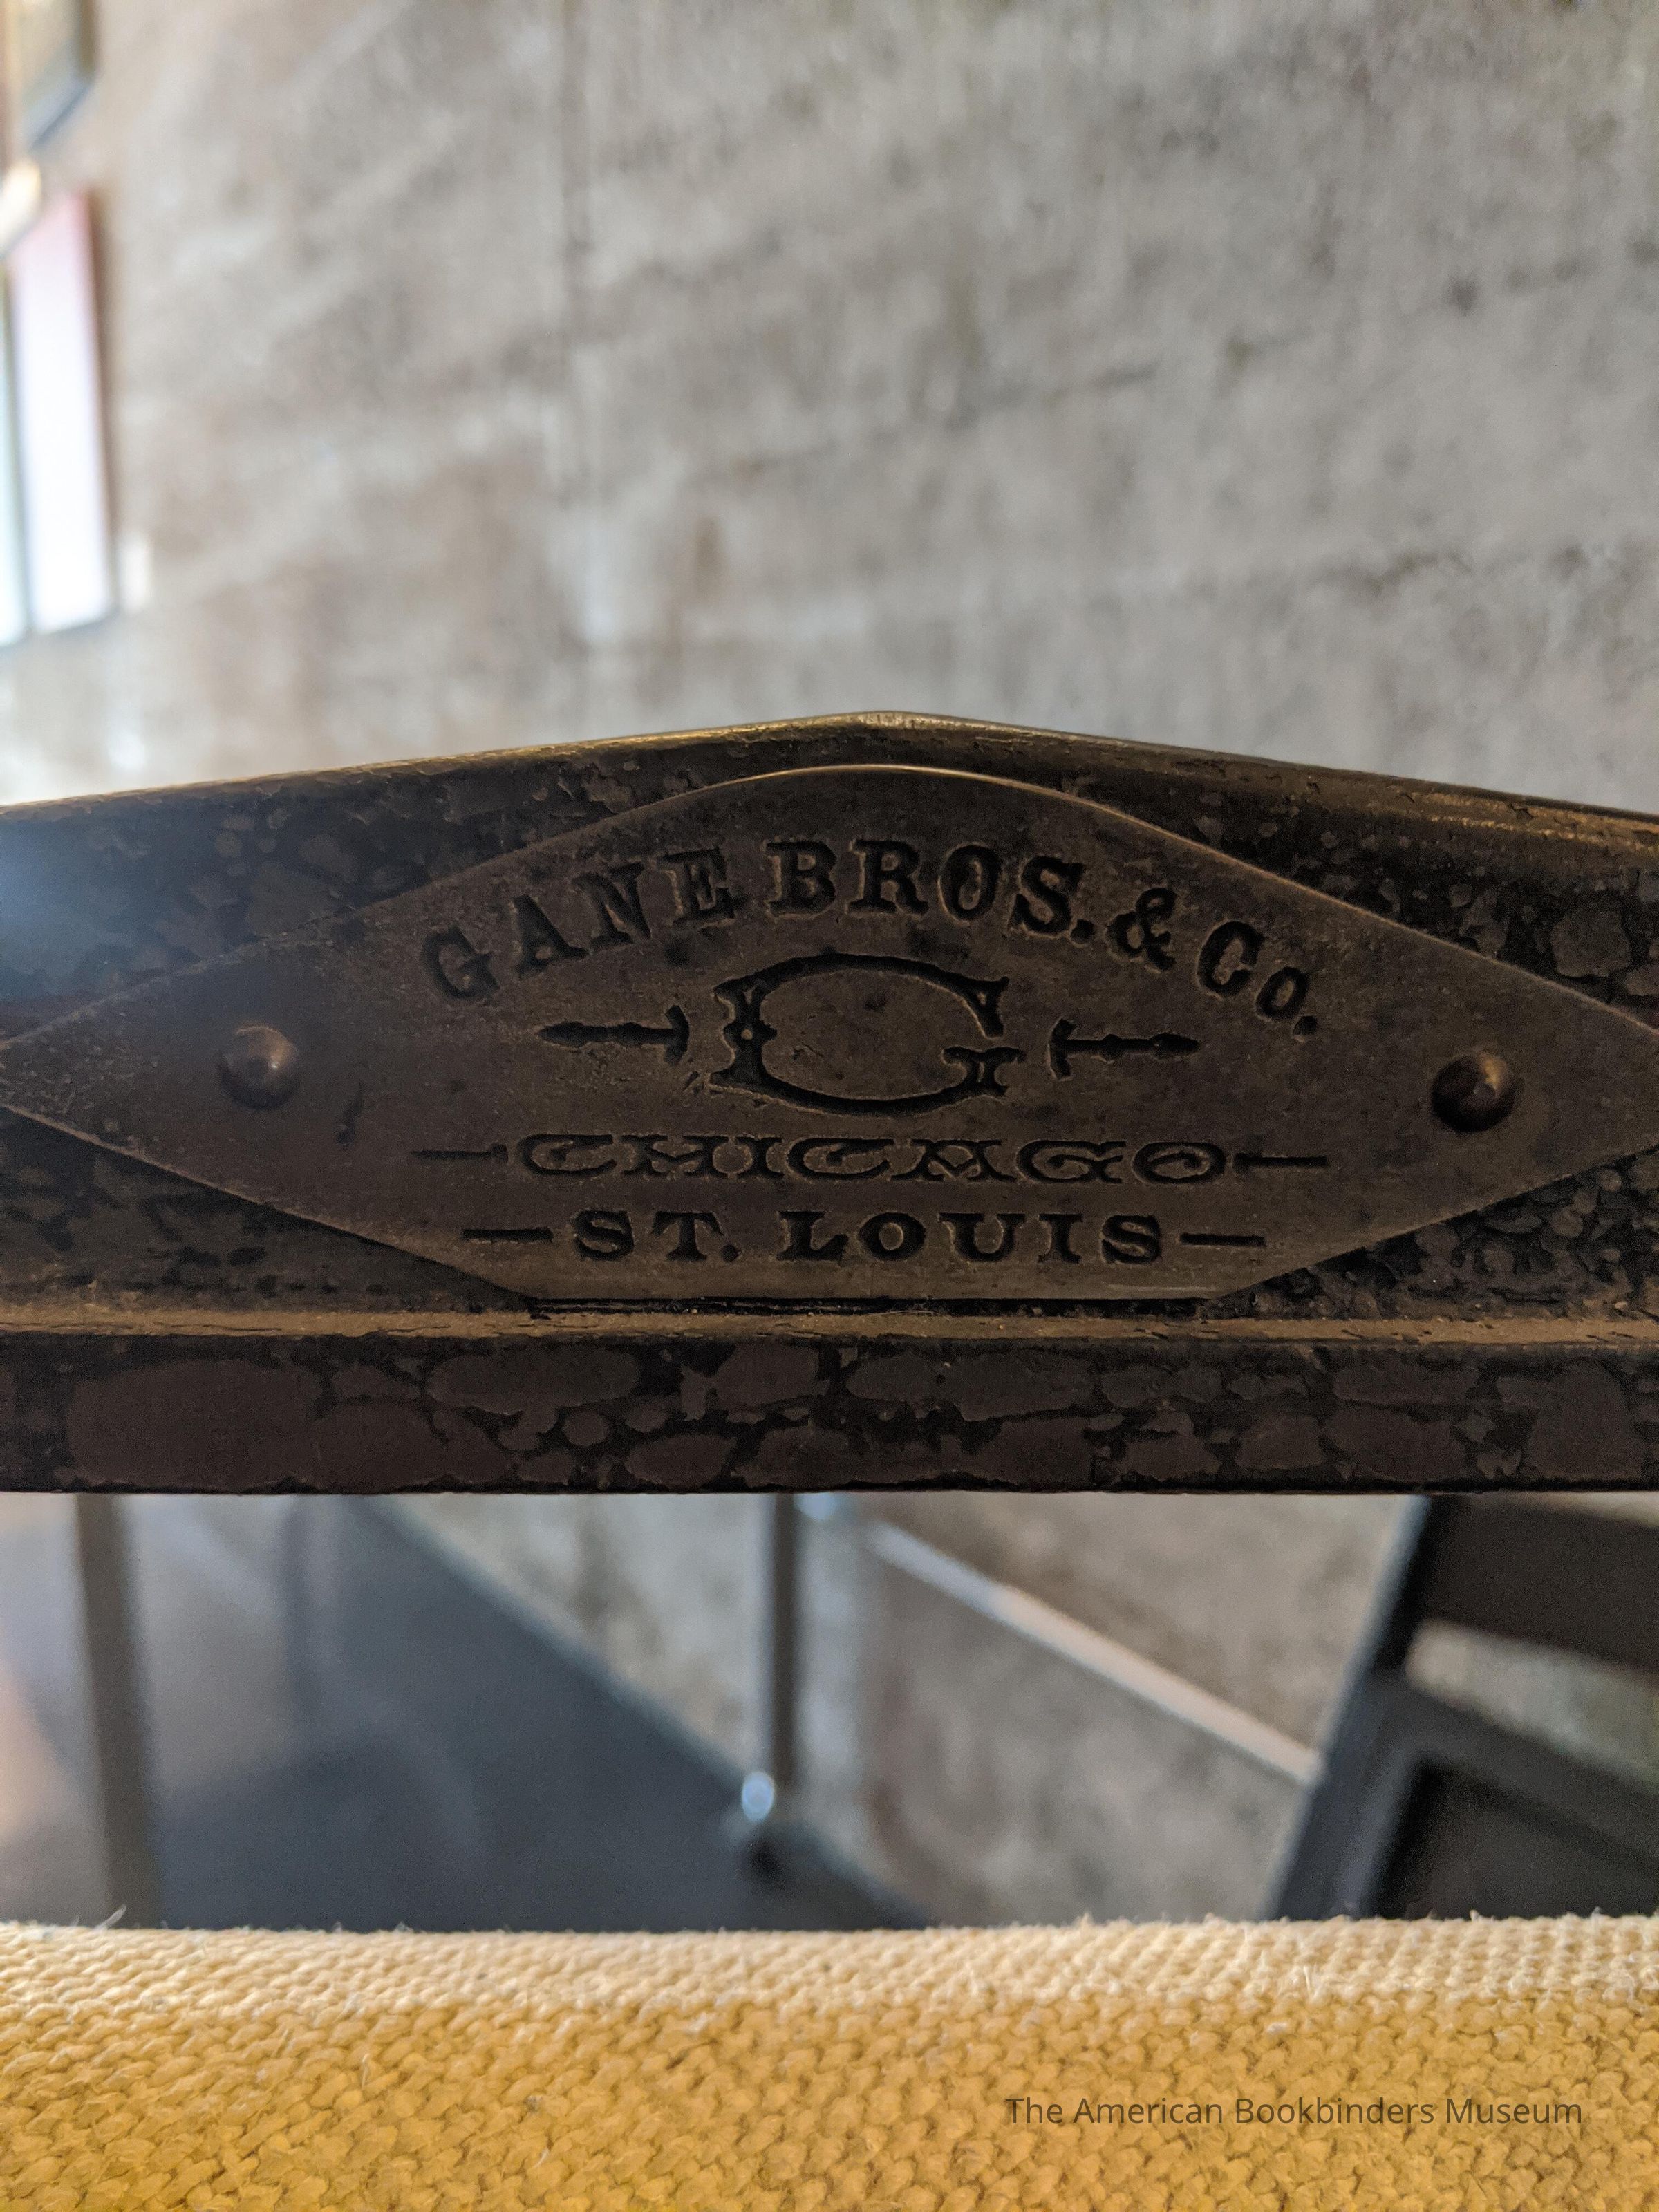 GANE BROS. & Co.
G
CHICAGO
ST. LOUIS
The American Bookbinders Museum